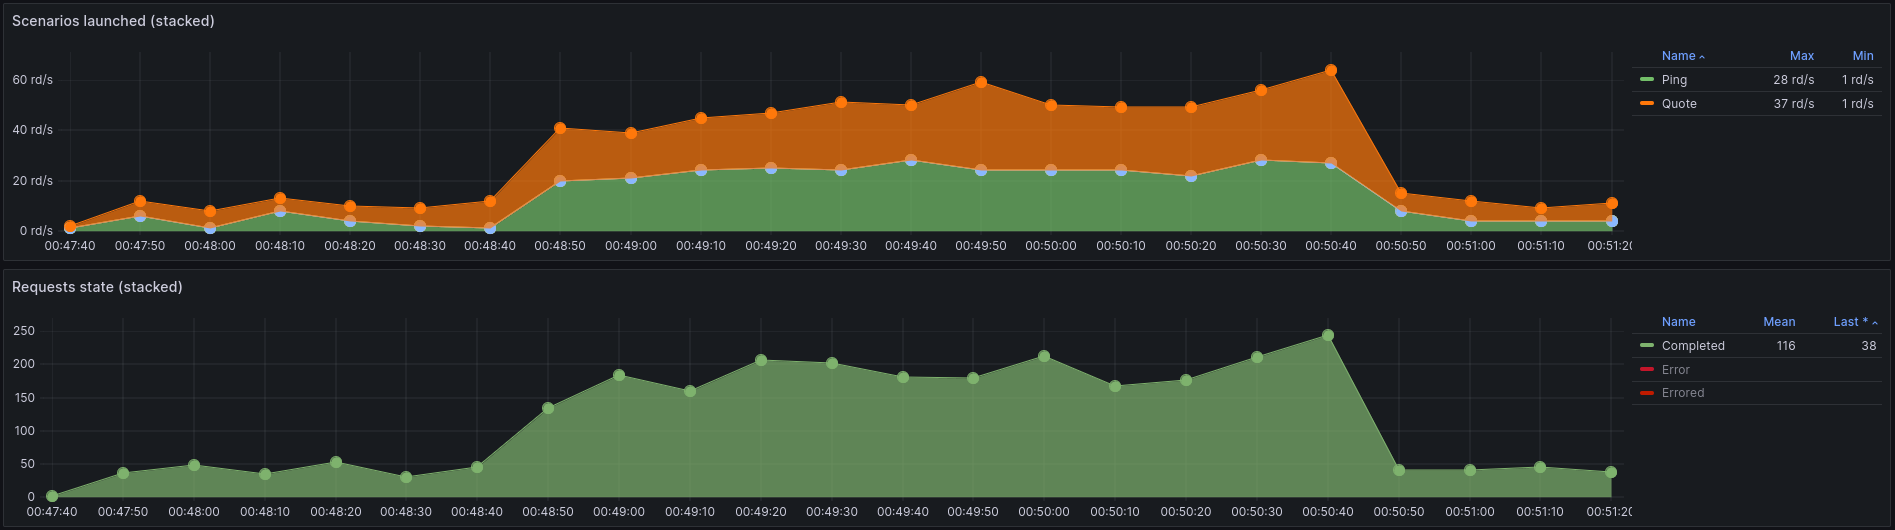 Scenarios launched (stacked)
60 rd/s
40 rd/s
20 rd/s
0 rd/s
00:47:40 00:47:50 00:48:00 00:48:10 00:48:20 00:48:30 00:48:40 00:48:50 00:49:00 00:49:10 00:49:20 00:49:30 00:49:40 00:49:50 00:50:00 00:50:10 00:50:20 00:50:30 00:50:40 00:50:50 00:51:00 00:51:10 00:51:20
Name Max Min
Ping 28 rd/s 1 rd/s
Quote 37 rd/s 1 rd/s
Requests state (stacked)
250
200
150
100
50
0
00:47:40 00:47:50 00:48:00 00:48:10 00:48:20 00:48:30 00:48:40 00:48:50 00:49:00 00:49:10 00:49:20 00:49:30 00:49:40 00:49:50 00:50:00 00:50:10 00:50:20 00:50:30 00:50:40 00:50:50 00:51:00 00:51:10 00:51:20
Name Mean Last *
Completed 116 38
Error
Errored